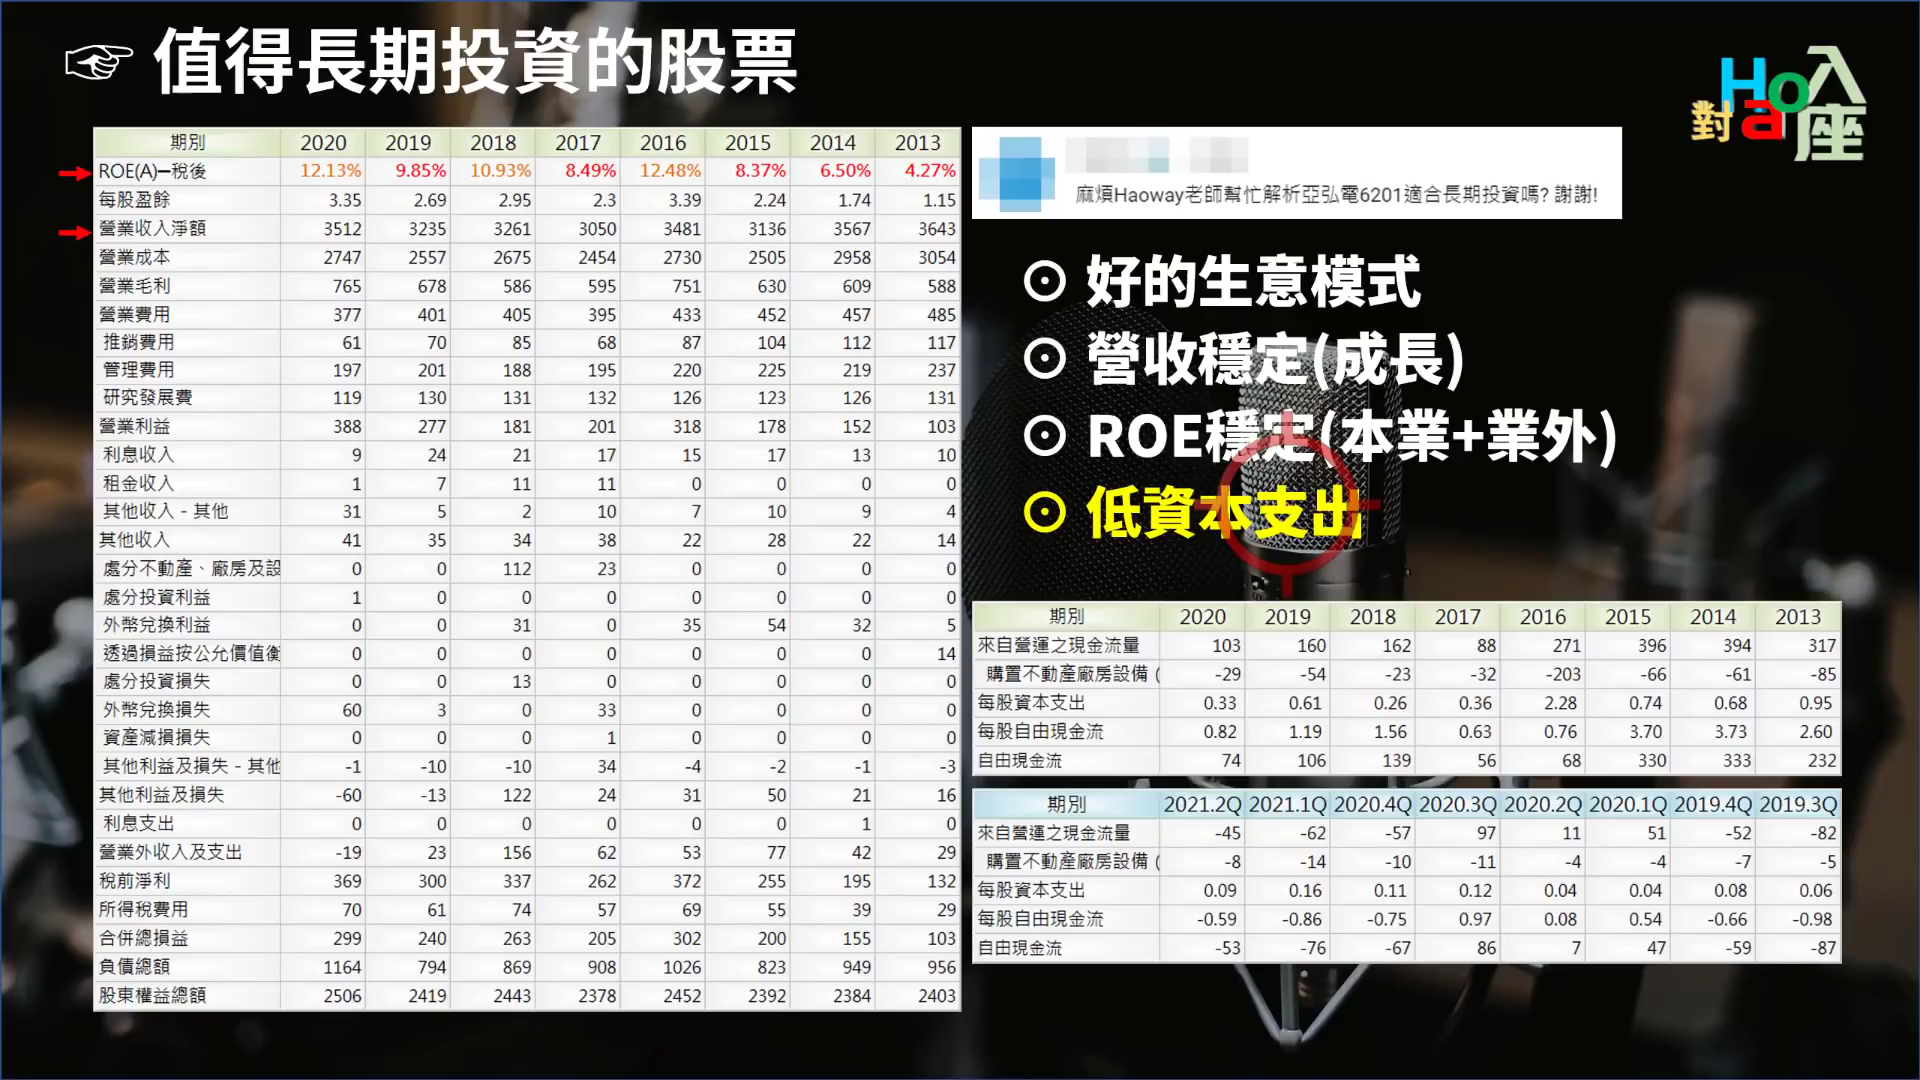 ☞ 值得長期投資的股票
對Haoa入座
期別 2020 2019 2018 2017 2016 2015 2014 2013
ROE(A)─稅後 12.13% 9.85% 10.93% 8.49% 12.48% 8.37% 6.50% 4.27%
每股盈餘 3.35 2.69 2.95 2.3 3.39 2.24 1.74 1.15
營業收入淨額 3512 3235 3261 3050 3481 3136 3567 3643
營業成本 2747 2557 2675 2454 2730 2505 2958 3054
營業毛利 765 678 586 595 751 630 609 588
營業費用 377 401 405 395 433 452 457 485
推銷費用 61 70 85 68 87 104 112 117
管理費用 197 201 188 195 220 225 219 237
研究發展費 119 130 131 132 126 123 126 131
營業利益 388 277 181 201 318 178 152 103
利息收入 9 24 21 17 15 17 13 10
租金收入 1 7 11 11 0 0 0 0
其他收入－其他 31 5 2 10 7 10 9 4
其他收入 41 35 34 38 22 28 22 14
處分不動產、廠房及設 0 0 112 23 0 0 0 0
處分投資利益 1 0 0 0 0 0 0 0
外幣兌換利益 0 0 31 0 35 54 32 5
透過損益按公允價值衡 0 0 0 0 0 0 0 14
處分投資損失 0 0 13 0 0 0 0 0
外幣兌換損失 60 3 0 33 0 0 0 0
資產減損損失 0 0 0 1 0 0 0 0
其他利益及損失－其他 -1 -10 -10 34 -4 -2 -1 -3
其他利益及損失 -60 -13 122 24 31 50 21 16
利息支出 0 0 0 0 0 0 1 0
營業外收入及支出 -19 23 156 62 53 77 42 29
稅前淨利 369 300 337 262 372 255 195 132
所得稅費用 70 61 74 57 69 55 39 29
合併總損益 299 240 263 205 302 200 155 103
負債總額 1164 794 869 908 1026 823 949 956
股東權益總額 2506 2419 2443 2378 2452 2392 2384 2403
麻煩Haoway老師幫忙解析亞弘電6201適合長期投資嗎? 謝謝!
⊙ 好的生意模式
⊙ 營收穩定(成長)
⊙ ROE穩定(本業+業外)
⊙ 低資本支出
期別 2020 2019 2018 2017 2016 2015 2014 2013
來自營運之現金流量 103 160 162 88 271 396 394 317
購置不動產廠房設備 ( -29 -54 -23 -32 -203 -66 -61 -85
每股資本支出 0.33 0.61 0.26 0.36 2.28 0.74 0.68 0.95
每股自由現金流 0.82 1.19 1.56 0.63 0.76 3.70 3.73 2.60
自由現金流 74 106 139 56 68 330 333 232
期別 2021.2Q 2021.1Q 2020.4Q 2020.3Q 2020.2Q 2020.1Q 2019.4Q 2019.3Q
來自營運之現金流量 -45 -62 -57 97 11 51 -52 -82
購置不動產廠房設備 ( -8 -14 -10 -11 -4 -4 -7 -5
每股資本支出 0.09 0.16 0.11 0.12 0.04 0.04 0.08 0.06
每股自由現金流 -0.59 -0.86 -0.75 0.97 0.08 0.54 -0.66 -0.98
自由現金流 -53 -76 -67 86 7 47 -59 -87